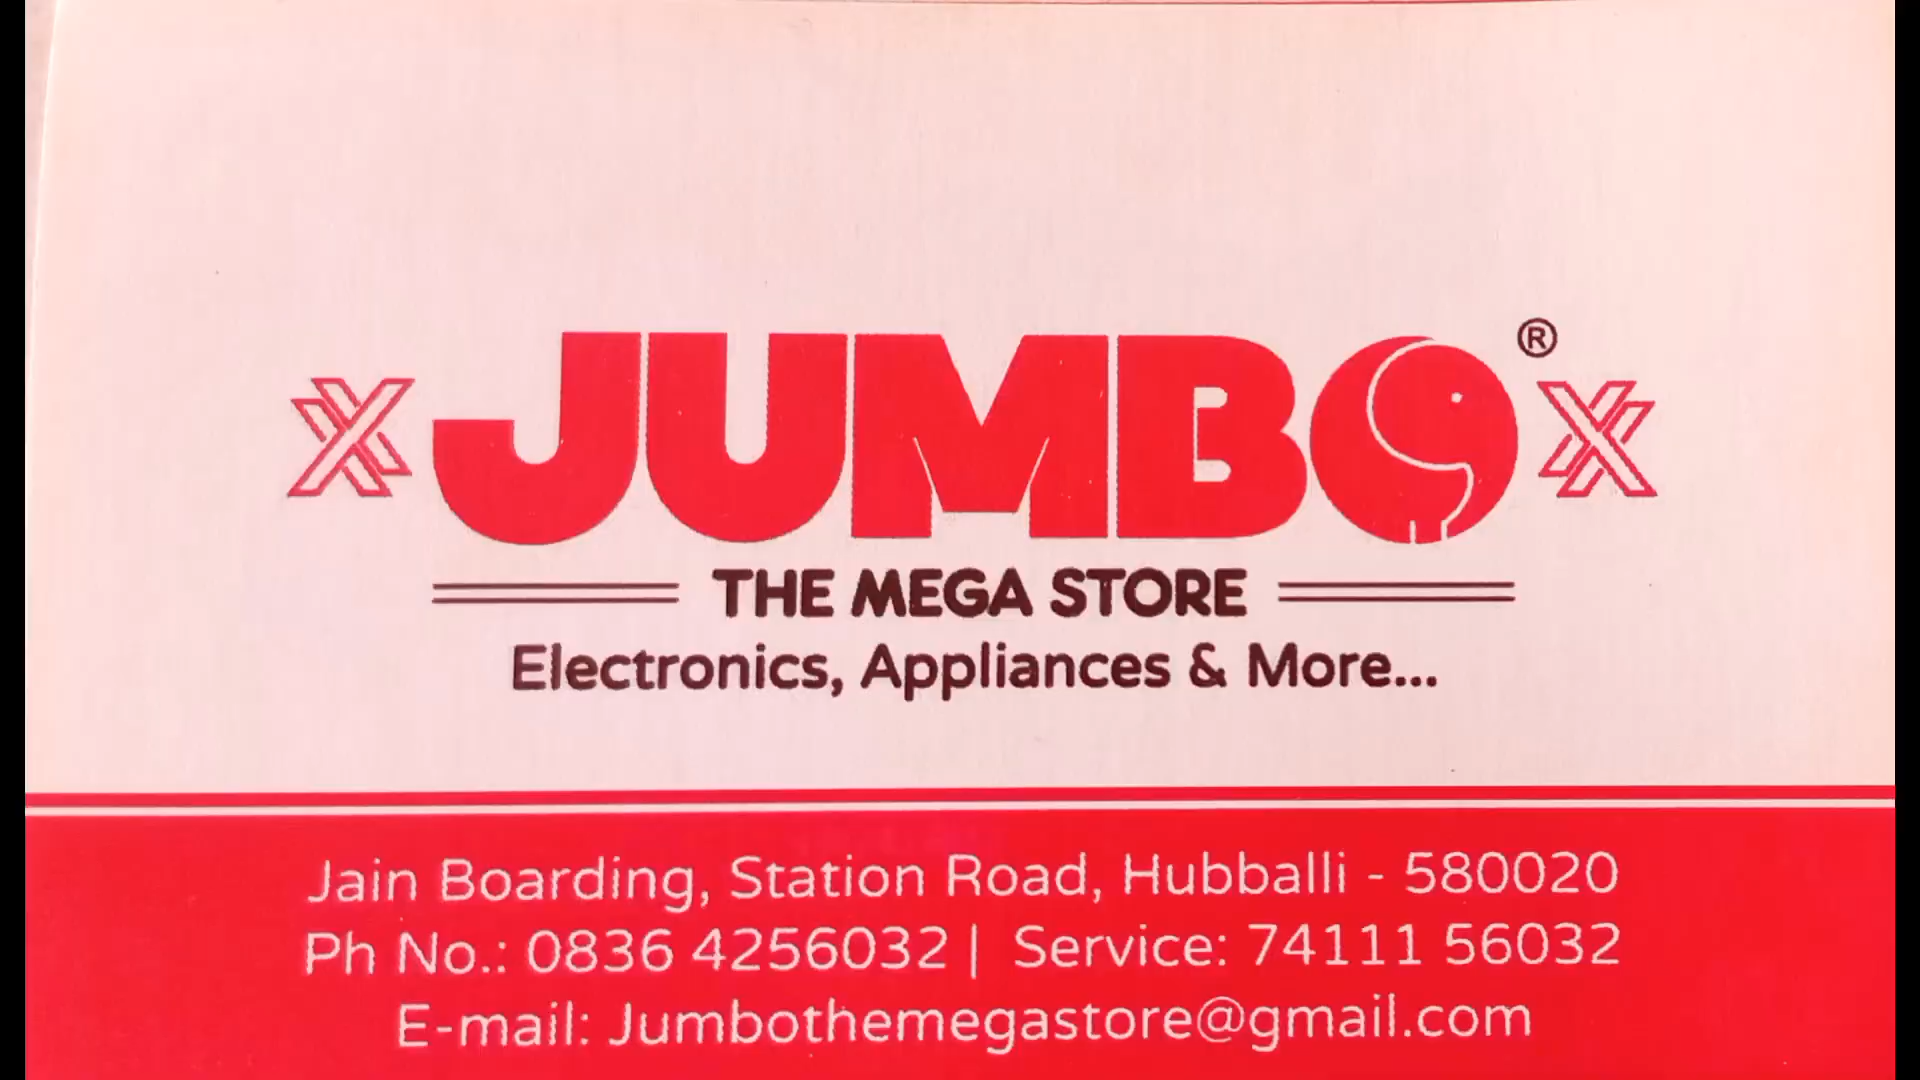 JUMBO®
THE MEGA STORE
Electronics, Appliances & More...
Jain Boarding, Station Road, Hubballi - 580020
Ph No.: 0836 4256032 | Service: 74111 56032
E-mail: Jumbothemegastore@gmail.com